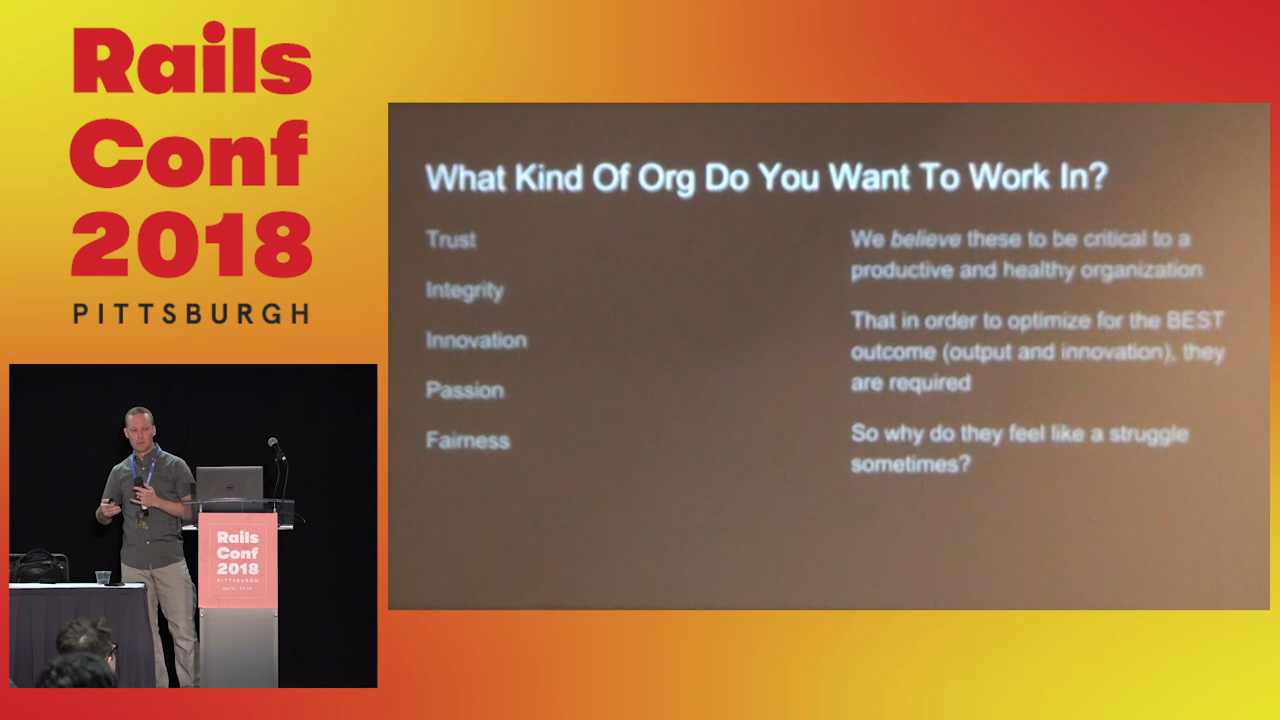 Rails
Conf
2018
PITTSBURGH
What Kind Of Org Do You Want To Work In?
Trust
Integrity
Innovation
Passion
Fairness
We believe these to be critical to a
productive and healthy organization
That in order to optimize for the BEST
outcome (output and innovation), they
are required
So why do they feel like a struggle
sometimes?
DELL
Rails
Conf
2018
PITTSBURGH